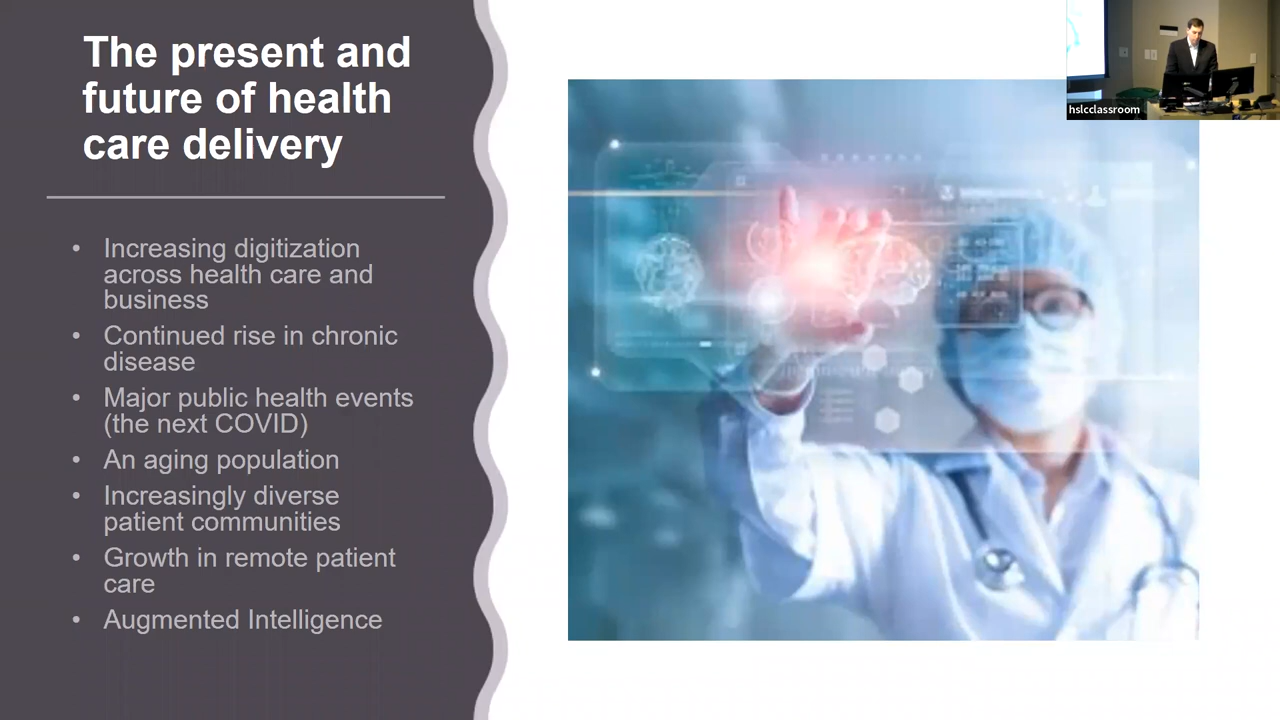 The present and
future of health
care delivery
• Increasing digitization
across health care and
business
• Continued rise in chronic
disease
• Major public health events
(the next COVID)
• An aging population
• Increasingly diverse
patient communities
• Growth in remote patient
care
• Augmented Intelligence
hslcclassroom